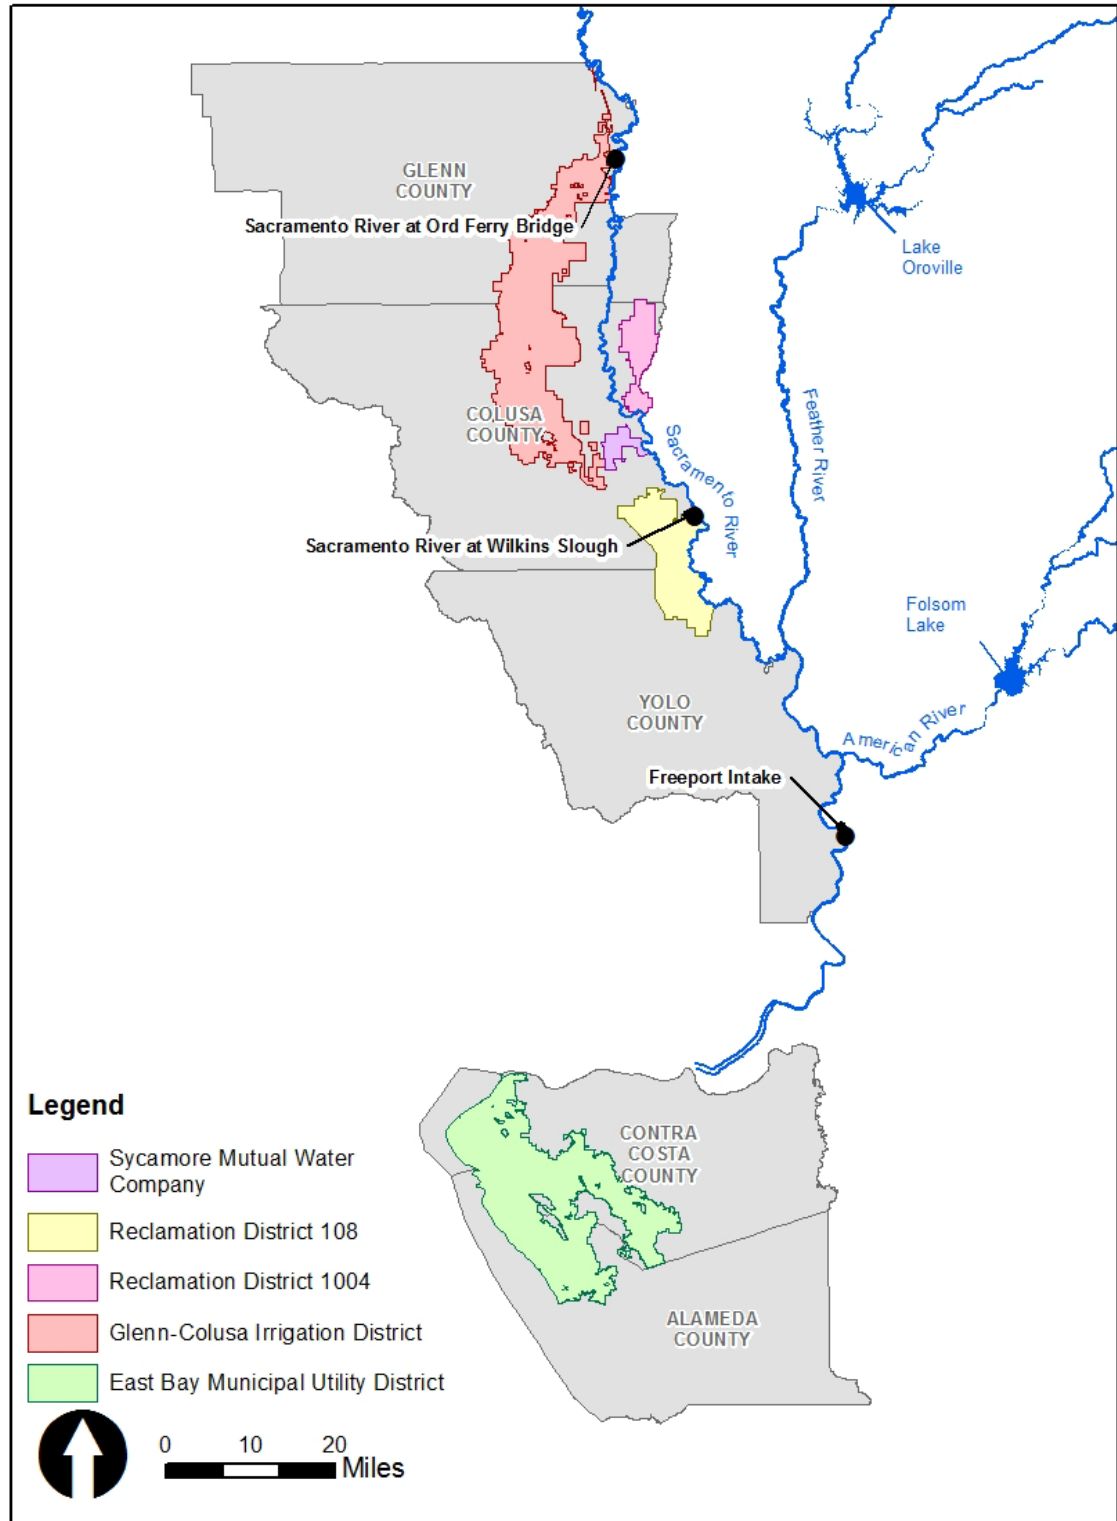 GLENN
COUNTY
Sacramento River at Ord Ferry Bridge
Lake
Oroville
Feather River
COLUSA
COUNTY
Sacramento River
Sacramento River at Wilkins Slough
Folsom
Lake
YOLO
COUNTY
American River
Freeport Intake
Legend
Sycamore Mutual Water
Company
Reclamation District 108
Reclamation District 1004
Glenn-Colusa Irrigation District
East Bay Municipal Utility District
CONTRA
COSTA
COUNTY
ALAMEDA
COUNTY
0 10 20
Miles